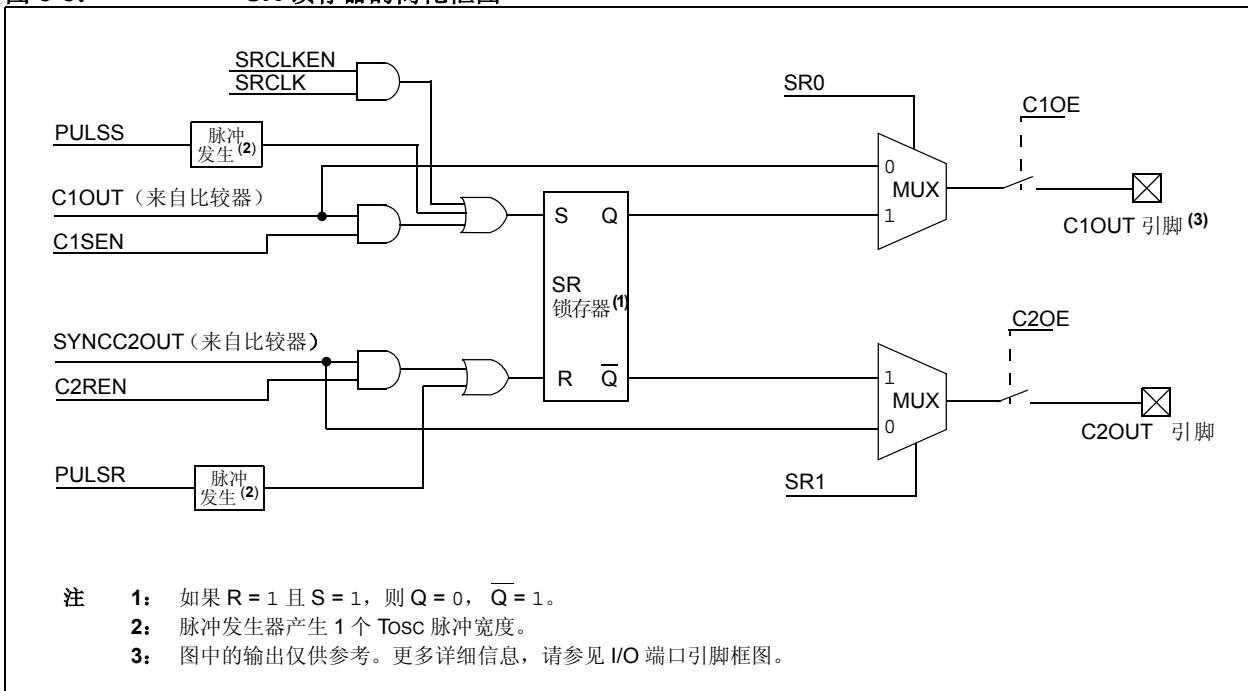 SRCLKEN
SRCLK
SR0
C1OE
PULSS
脉冲
发生(2)
0
MUX
1
C1OUT（来自比较器）
C1SEN
S Q
C1OUT 引脚(3)
SR
锁存器(1)
SYNCC2OUT（来自比较器）
C2OE
C2REN
R Q̅
1
MUX
0
C2OUT 引脚
PULSR
脉冲
发生(2)
SR1
注 1： 如果 R = 1 且 S = 1，则 Q = 0， Q̅ = 1。
2： 脉冲发生器产生 1 个 TOSC 脉冲宽度。
3： 图中的输出仅供参考。更多详细信息，请参见 I/O 端口引脚框图。